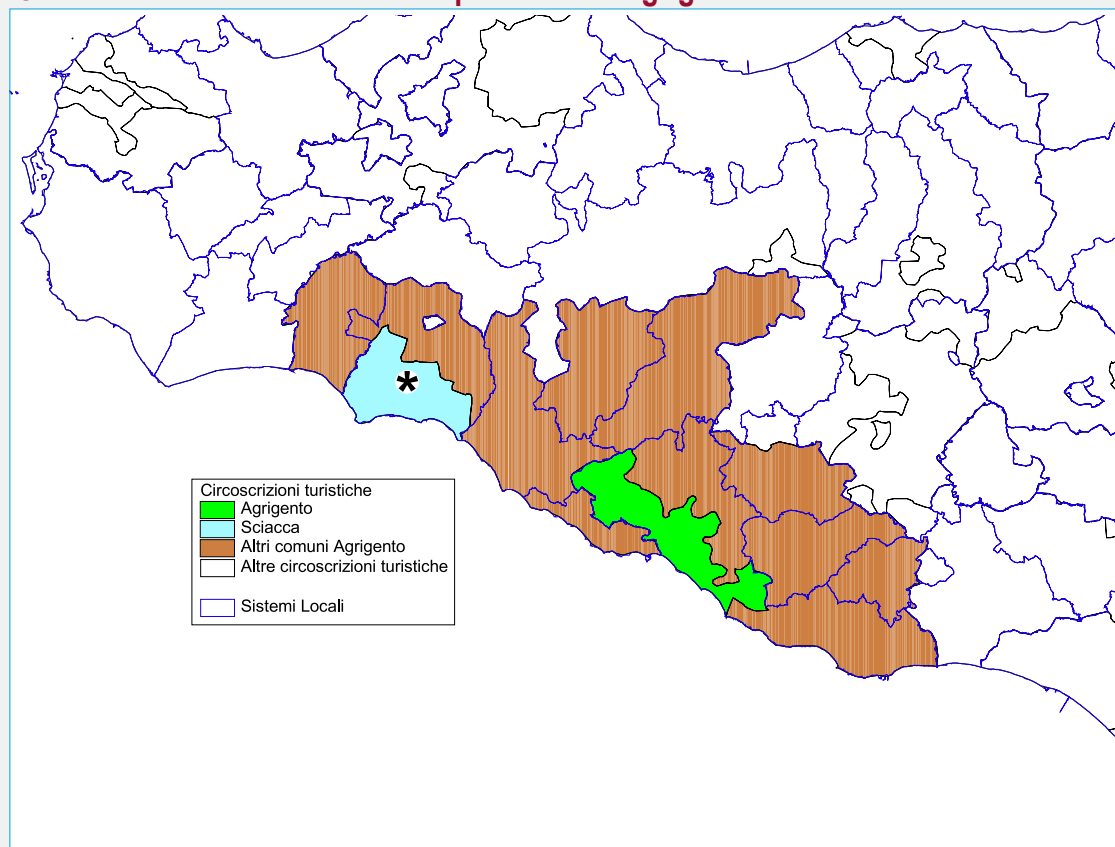 *
Circoscrizioni turistiche
Agrigento
Sciacca
Altri comuni Agrigento
Altre circoscrizioni turistiche
Sistemi Locali